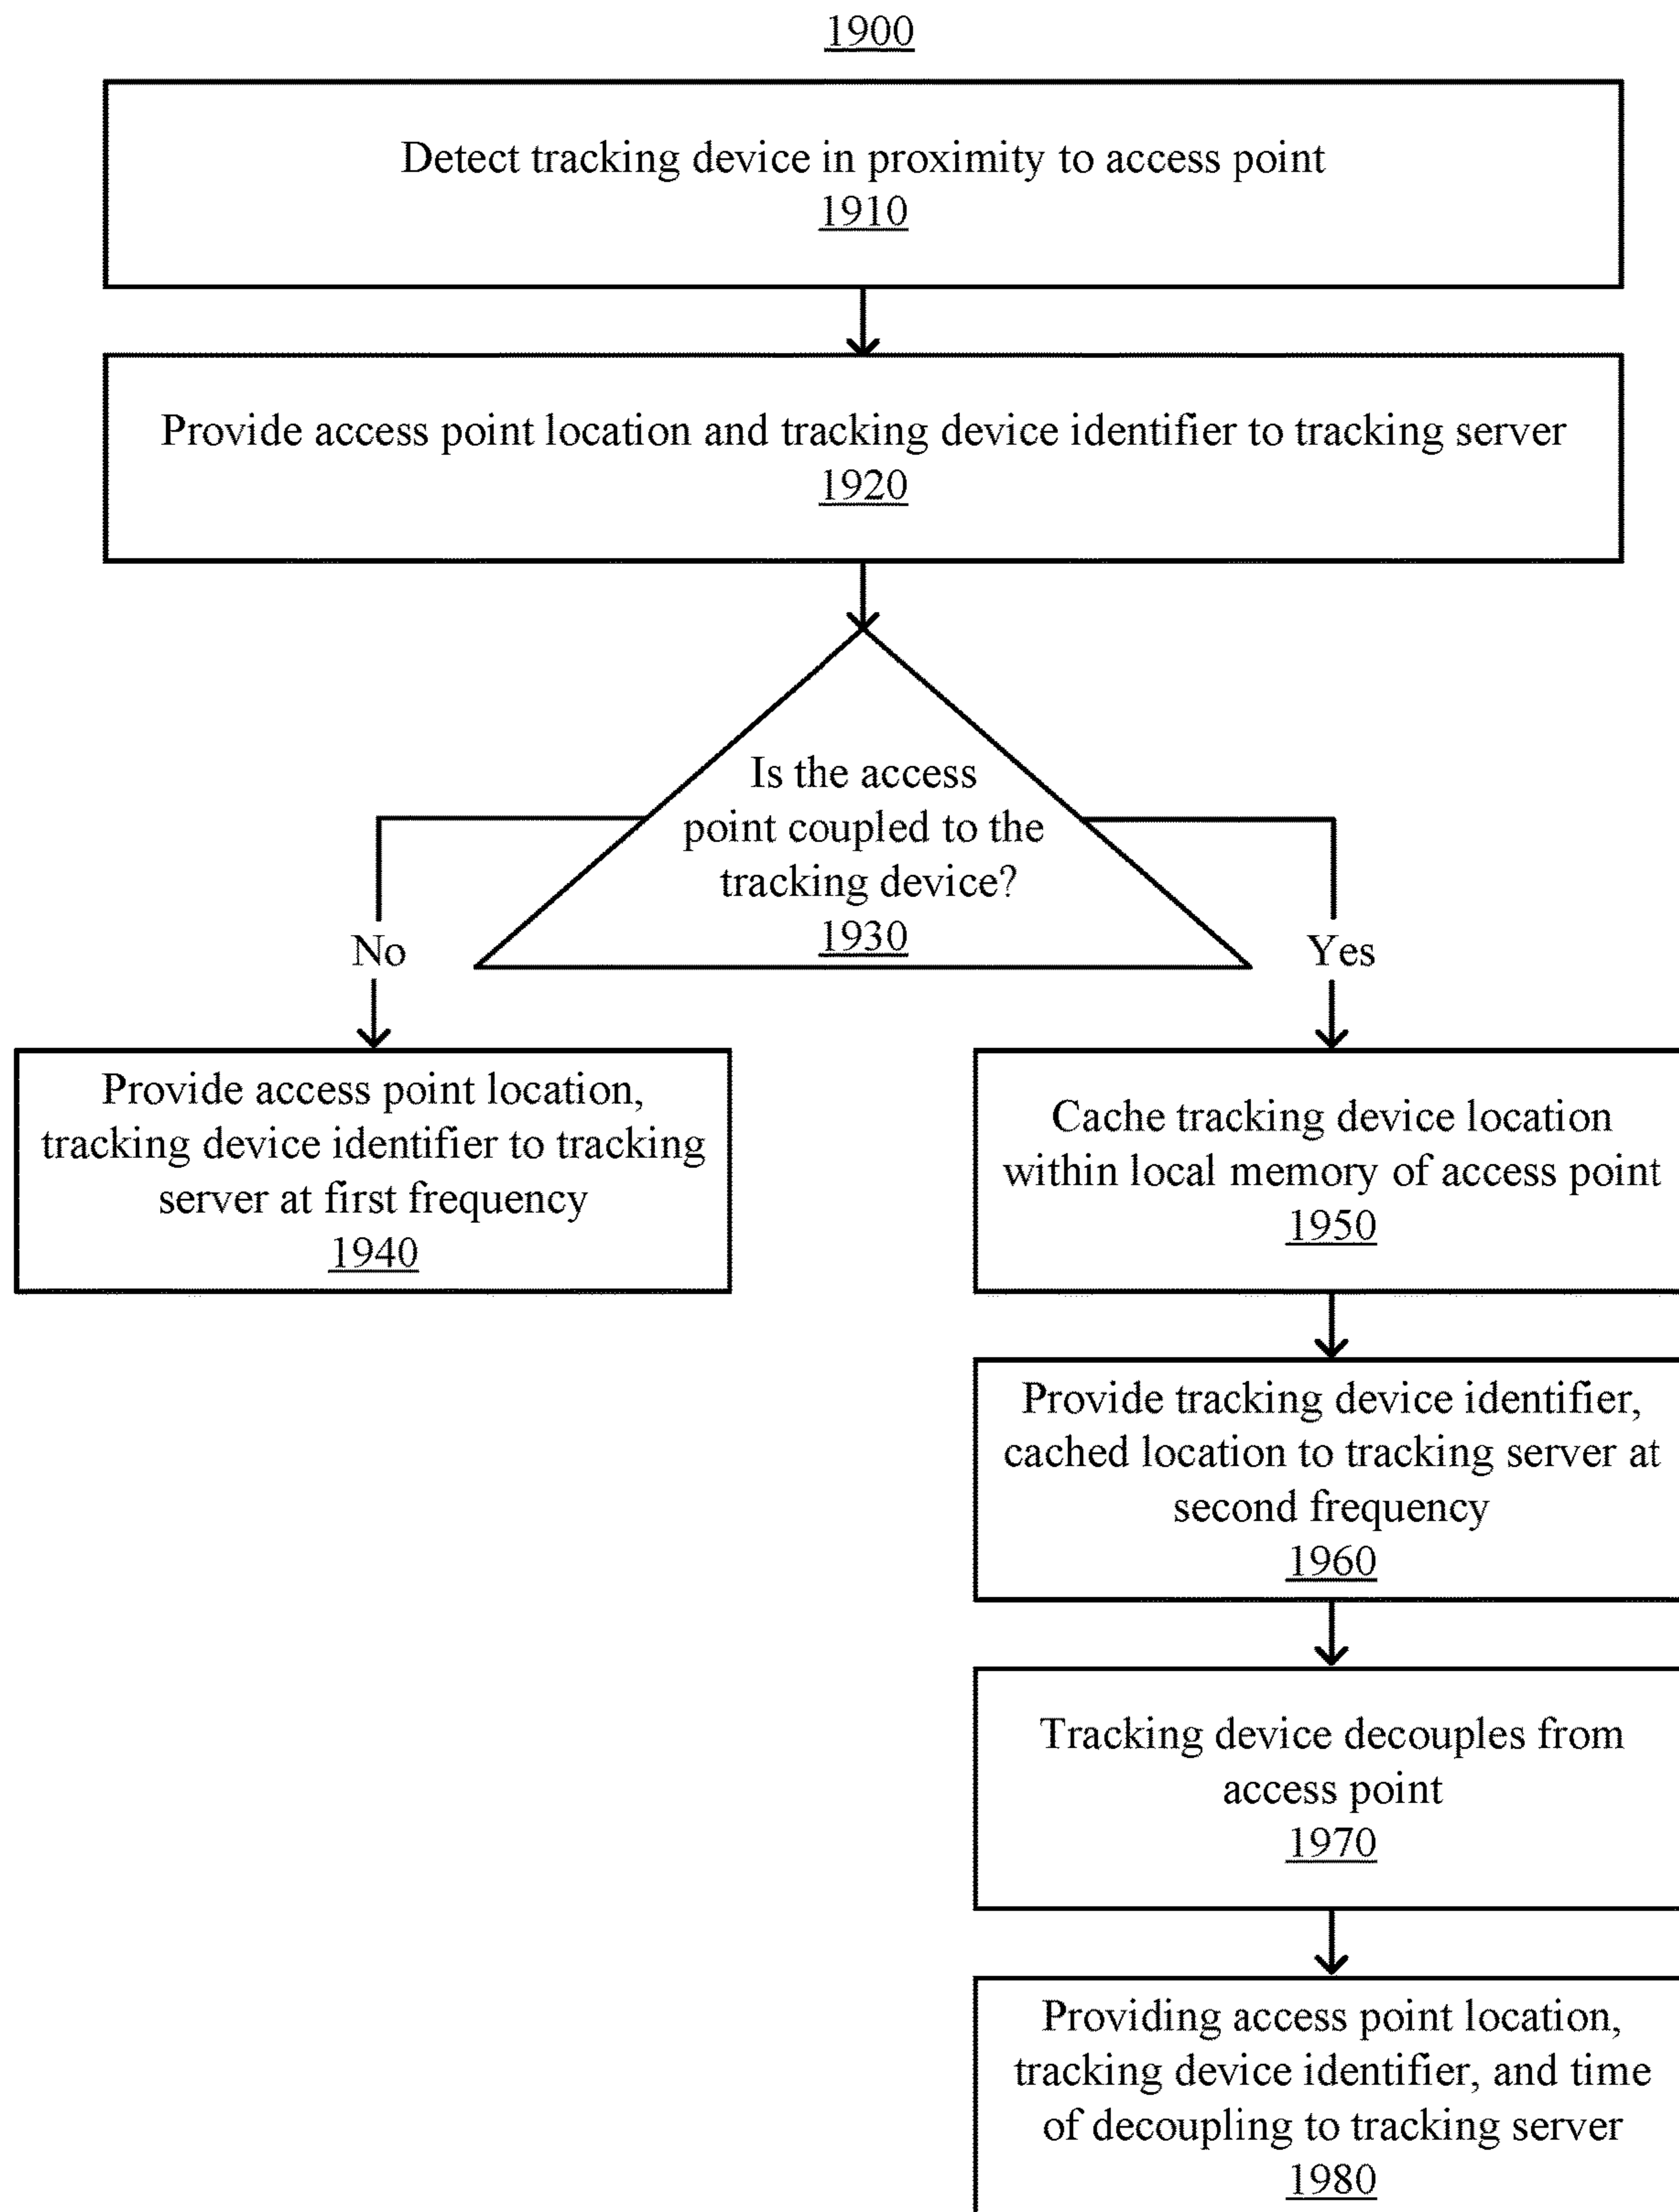 1900
Detect tracking device in proximity to access point
1910
Provide access point location and tracking device identifier to tracking server
1920
Is the access
point coupled to the
tracking device?
1930
No
Yes
Provide access point location,
tracking device identifier to tracking
server at first frequency
1940
Cache tracking device location
within local memory of access point
1950
Provide tracking device identifier,
cached location to tracking server at
second frequency
1960
Tracking device decouples from
access point
1970
Providing access point location,
tracking device identifier, and time
of decoupling to tracking server
1980